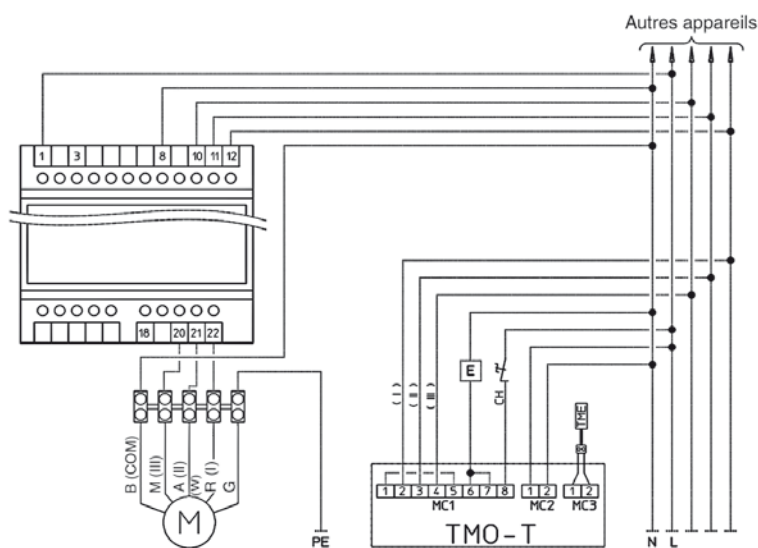 Autres appareils
1 3 8 10 11 12
18 20 21 22
B (COM)
M (III)
A (II)
(W)
R (I)
G
M
PE
(I)
(II)
(III)
E
CH
TME
1 2 3 4 5 6 7 8
MC1
1 2
MC2
1 2
MC3
TMO-T
N L